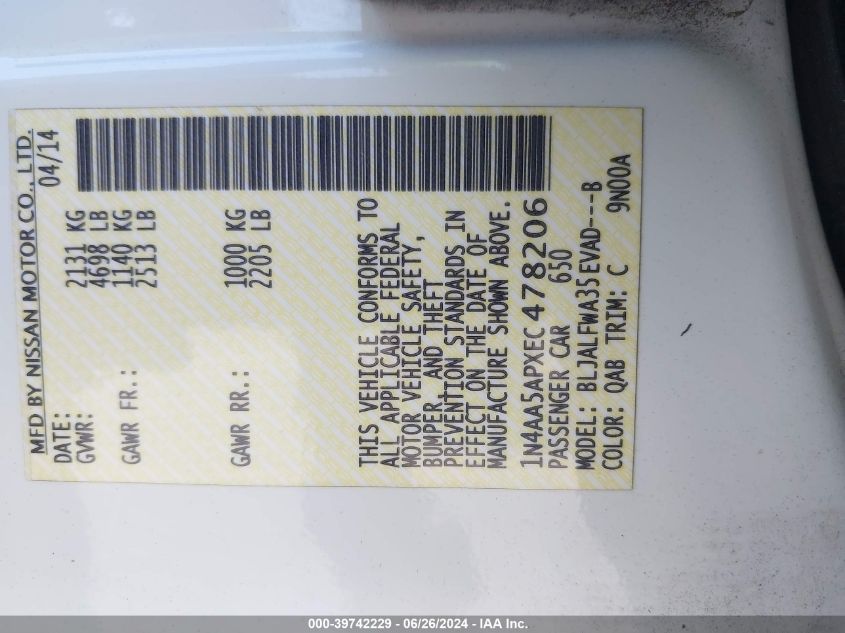 MFD BY NISSAN MOTOR CO., LTD.
DATE: 04/14
GVWR: 2131 KG
4698 LB
GAWR FR.: 1140 KG
2513 LB
GAWR RR.: 1000 KG
2205 LB
THIS VEHICLE CONFORMS TO
ALL APPLICABLE FEDERAL
MOTOR VEHICLE SAFETY,
BUMPER, AND THEFT
PREVENTION STANDARDS IN
EFFECT ON THE DATE OF
MANUFACTURE SHOWN ABOVE.
1N4AA5APXEC478206
PASSENGER CAR 650
MODEL: BLJALFWA35EVAD---B
COLOR: QAB TRIM: C 9N00A
000-39742229 - 06/26/2024 - IAA Inc.